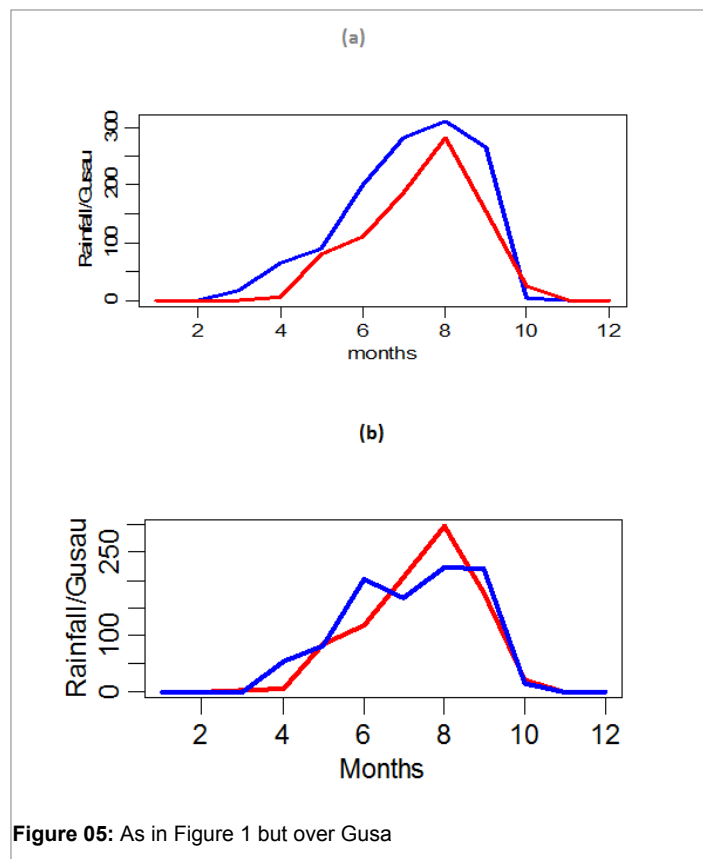 (a)
Rainfall/Gusau
300
200
100
0
2 4 6 8 10 12
months
(b)
Rainfall/Gusau
250
100
0
2 4 6 8 10 12
Months
Figure 05: As in Figure 1 but over Gusa